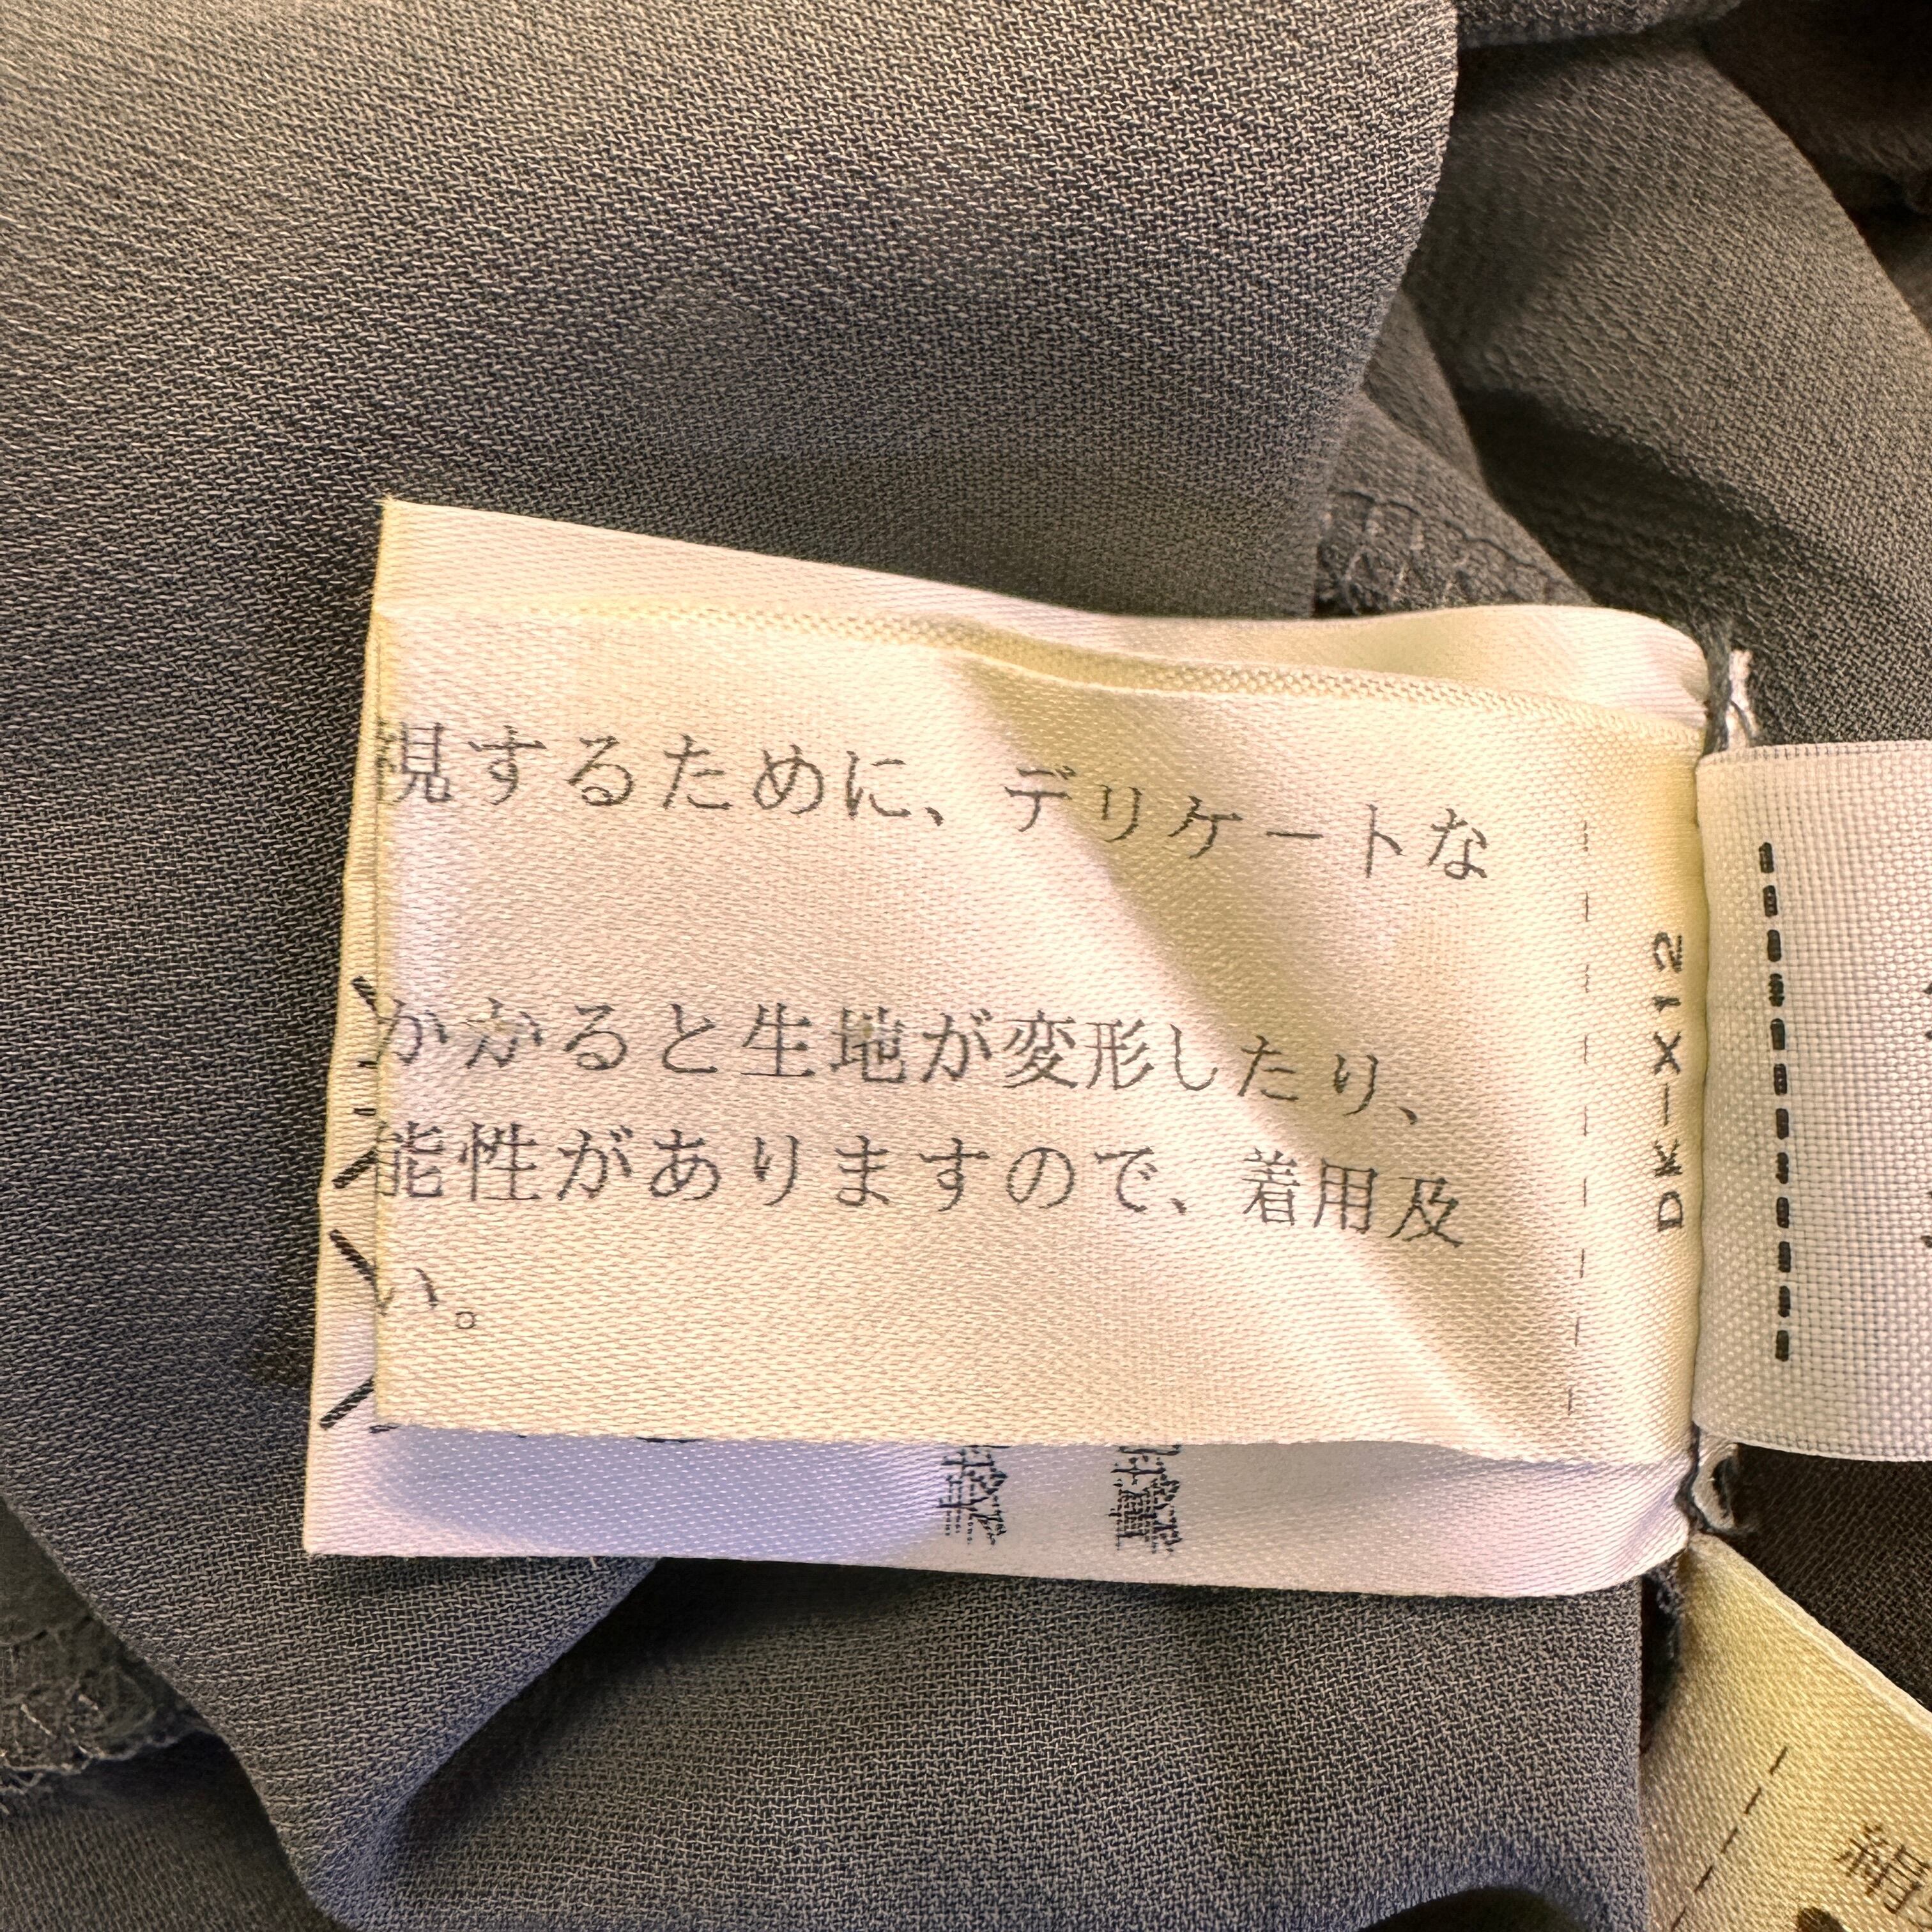 視するために、デリケートな
かかると生地が変形したり、
能性がありますので、着用及
い。
DK-X12
絹